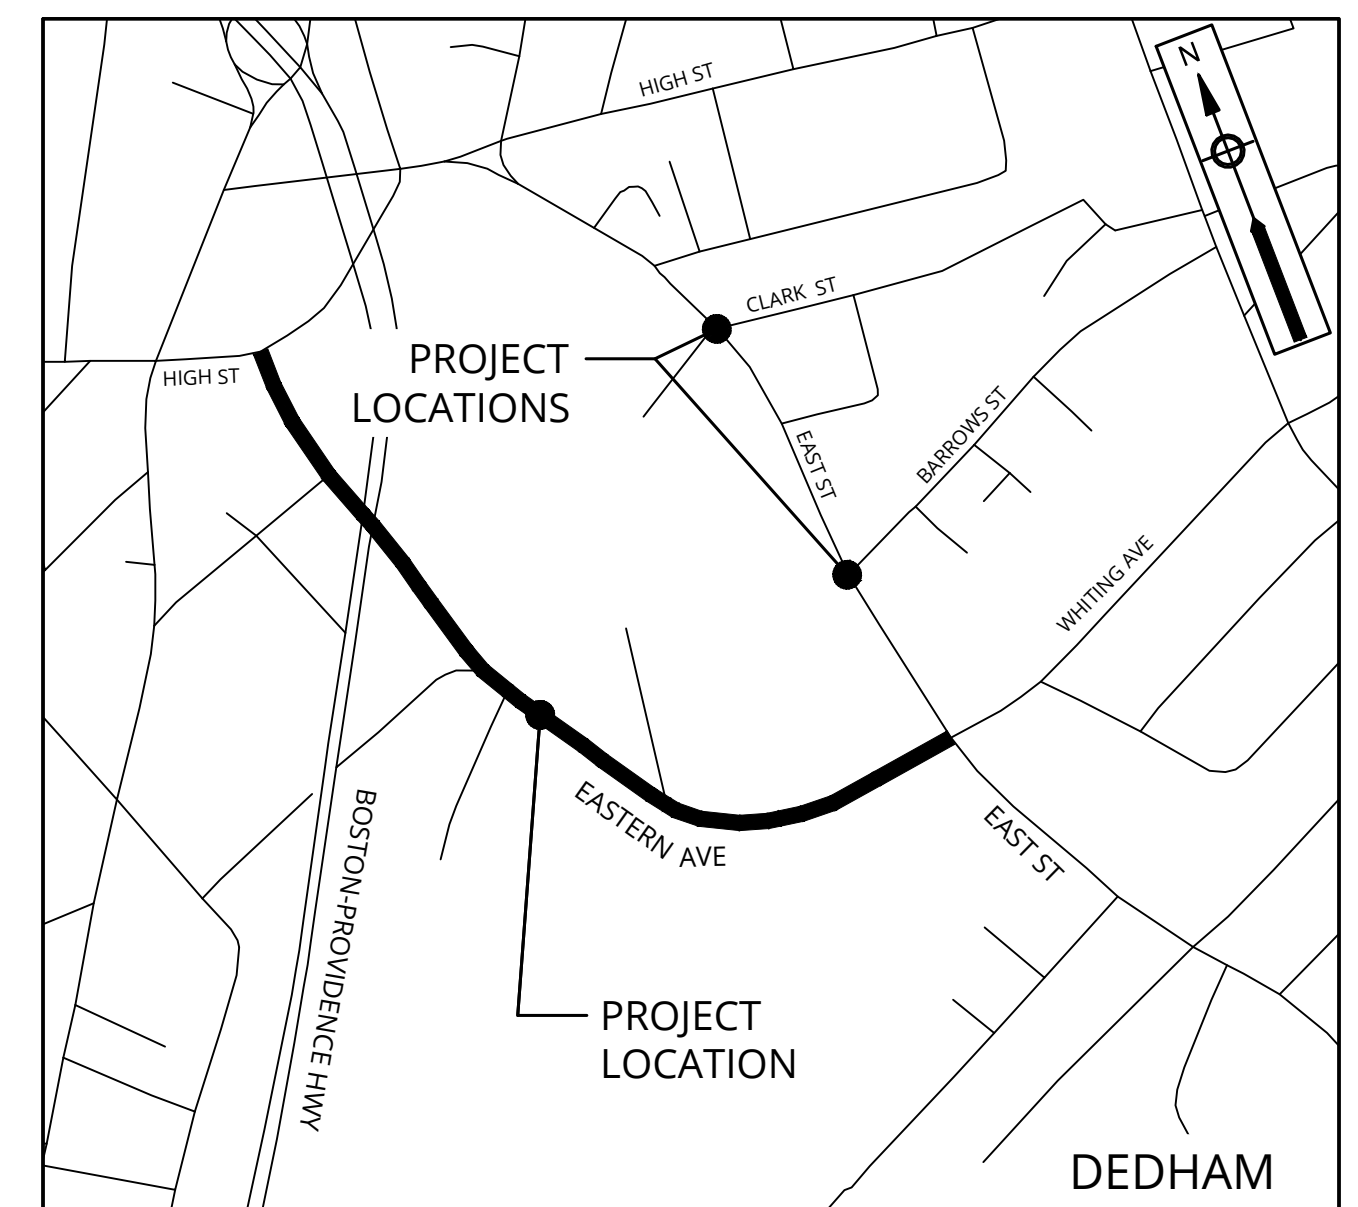 N
HIGH ST
CLARK ST
PROJECT
LOCATIONS
HIGH ST
EAST ST
BARROWS ST
WHITING AVE
EASTERN AVE
EAST ST
BOSTON-PROVIDENCE HWY
PROJECT
LOCATION
DEDHAM